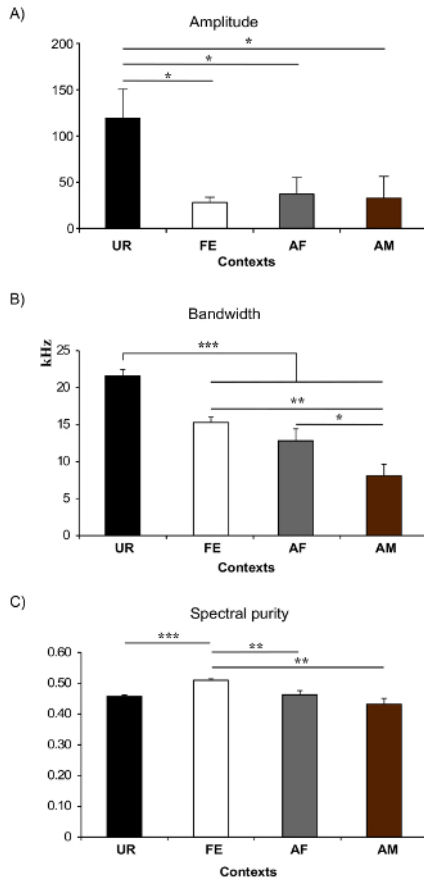 A)
Amplitude
*
*
*
200
150
100
50
0
UR FE AF AM
Contexts
B)
Bandwidth
kHz
25
***
20
**
15
*
10
5
0
UR FE AF AM
Contexts
C)
Spectral purity
0.60
***
**
**
0.50
0.40
0.30
0.20
0.10
0
UR FE AF AM
Contexts